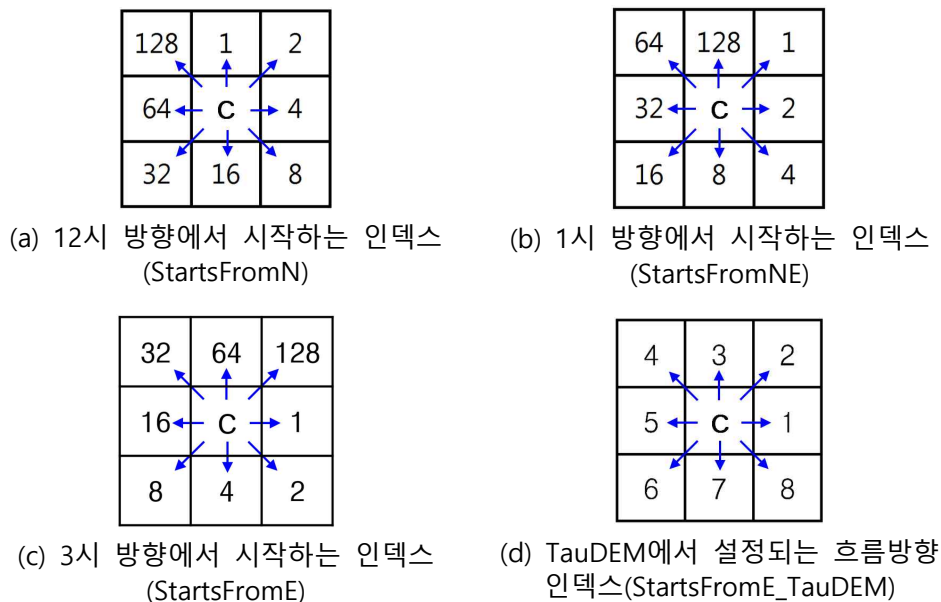 128 1 2
64 C 4
32 16 8
(a) 12시 방향에서 시작하는 인덱스
(StartsFromN)
64 128 1
32 C 2
16 8 4
(b) 1시 방향에서 시작하는 인덱스
(StartsFromNE)
32 64 128
16 C 1
8 4 2
(c) 3시 방향에서 시작하는 인덱스
(StartsFromE)
4 3 2
5 C 1
6 7 8
(d) TauDEM에서 설정되는 흐름방향
인덱스(StartsFromE_TauDEM)